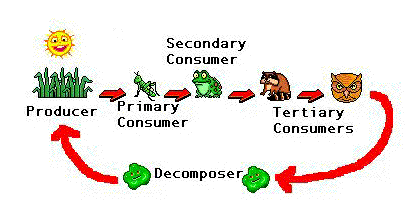 Secondary
Consumer
Producer
Primary
Consumer
Tertiary
Consumers
Decomposer